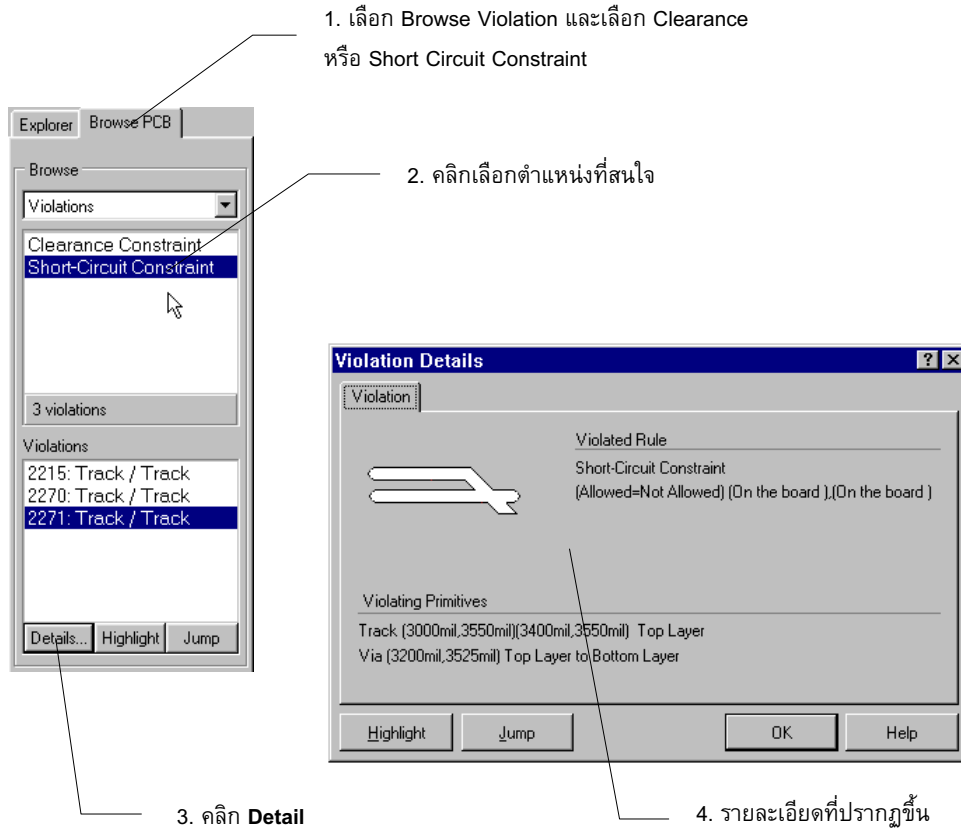 1. เลือก Browse Violation และเลือก Clearance
หรือ Short Circuit Constraint
Explorer
Browse PCB
Browse
2. คลิกเลือกตำแหน่งที่สนใจ
Violations
Clearance Constraint
Short-Circuit Constraint
3 violations
Violations
2215: Track / Track
2270: Track / Track
2271: Track / Track
Details...
Highlight
Jump
Violation Details
Violation
Violated Rule
Short-Circuit Constraint
(Allowed=Not Allowed) (On the board ),(On the board )
Violating Primitives
Track (3000mil,3550mil)(3400mil,3550mil) Top Layer
Via (3200mil,3525mil) Top Layer to Bottom Layer
Highlight
Jump
OK
Help
3. คลิก Detail
4. รายละเอียดที่ปรากฏขึ้น